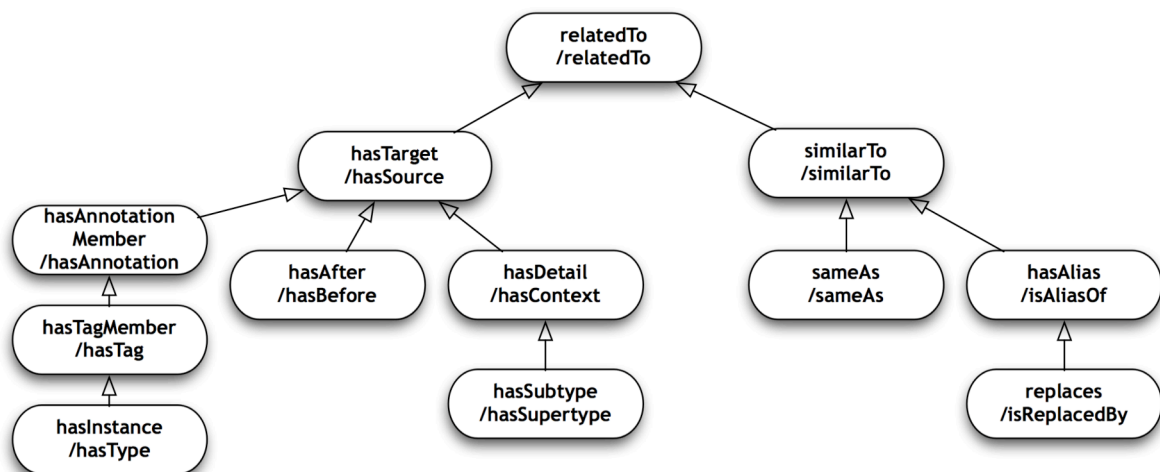 relatedTo
/relatedTo
hasTarget
/hasSource
similarTo
/similarTo
hasAnnotation
Member
/hasAnnotation
hasAfter
/hasBefore
hasDetail
/hasContext
sameAs
/sameAs
hasAlias
/isAliasOf
hasTagMember
/hasTag
hasSubtype
/hasSupertype
replaces
/isReplacedBy
hasInstance
/hasType